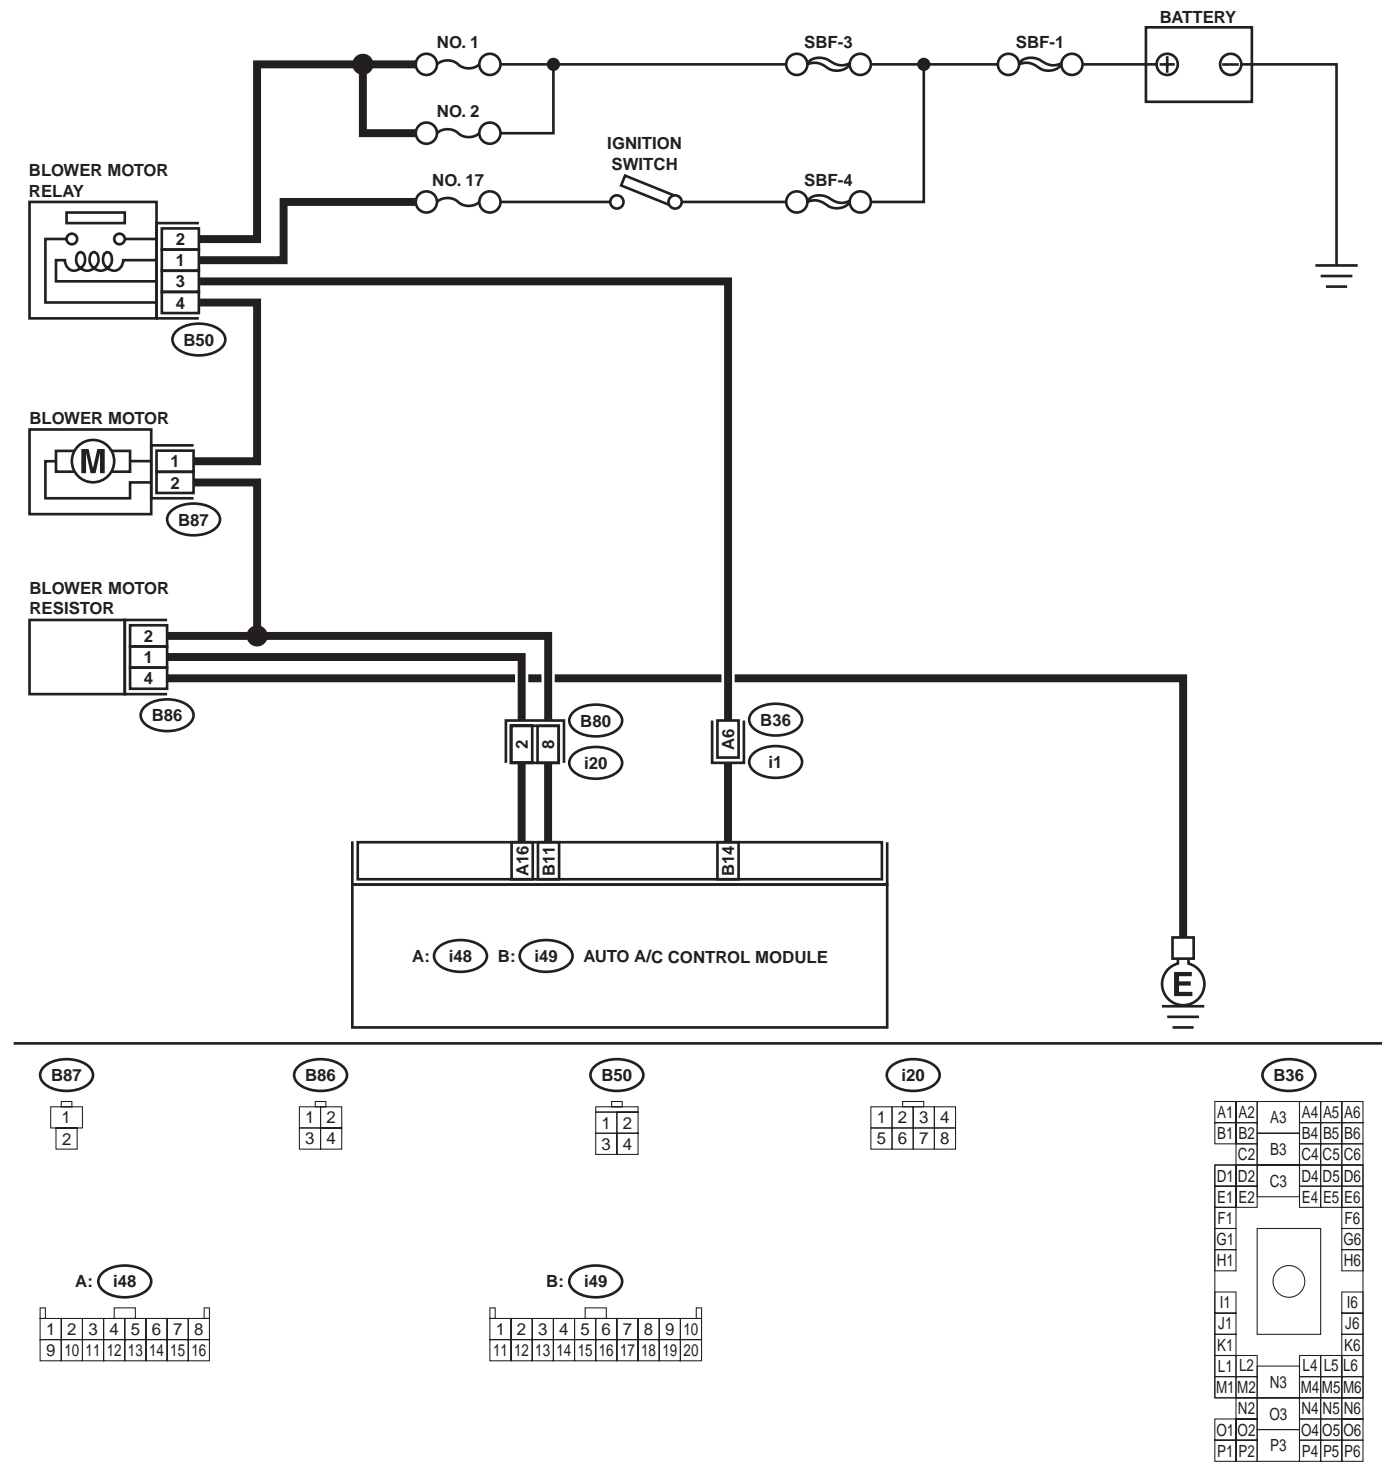 BATTERY
NO. 1
SBF-3
SBF-1
NO. 2
IGNITION
SWITCH
BLOWER MOTOR
RELAY
NO. 17
SBF-4
2
1
3
4
B50
BLOWER MOTOR
M
1
2
B87
BLOWER MOTOR
RESISTOR
2
1
4
B86
2 8
B80
i20
A6
B36
i1
A16 B11 B14
A: i48 B: i49 AUTO A/C CONTROL MODULE
E
B87
1
2
B86
1 2
3 4
B50
1 2
3 4
i20
1 2 3 4
5 6 7 8
B36
A1 A2 A3 A4 A5 A6
B1 B2 B4 B5 B6
C2 B3 C4 C5 C6
D1 D2 C3 D4 D5 D6
E1 E2 E4 E5 E6
F1 F6
G1 G6
H1 H6
I1 I6
J1 J6
K1 K6
L1 L2 L4 L5 L6
M1 M2 N3 M4 M5 M6
N2 O3 N4 N5 N6
O1 O2 O4 O5 O6
P1 P2 P3 P4 P5 P6
A: i48
1 2 3 4 5 6 7 8
9 10 11 12 13 14 15 16
B: i49
1 2 3 4 5 6 7 8 9 10
11 12 13 14 15 16 17 18 19 20